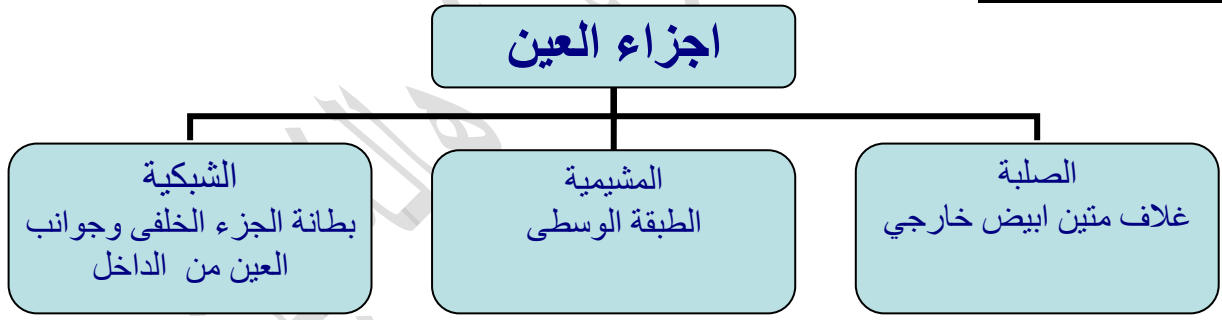 اجزاء العين
الصلبة
غلاف متين ابيض خارجي
المشيمية
الطبقة الوسطى
الشبكية
بطانة الجزء الخلفى وجوانب
العين من الداخل